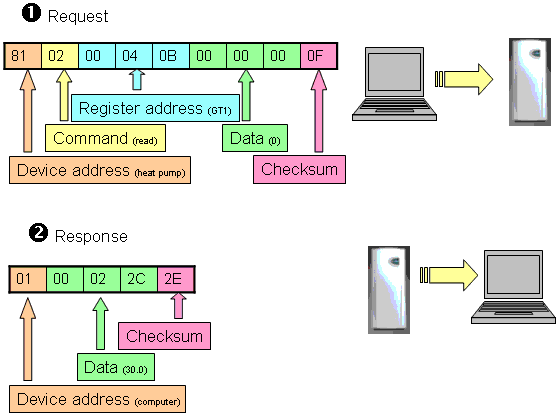 ❶ Request
81 02 00 04 0B 00 00 00 0F
Register address (GT1)
Command (read)
Data (0)
Device address (heat pump)
Checksum
❷ Response
01 00 02 2C 2E
Checksum
Data (30.0)
Device address (computer)